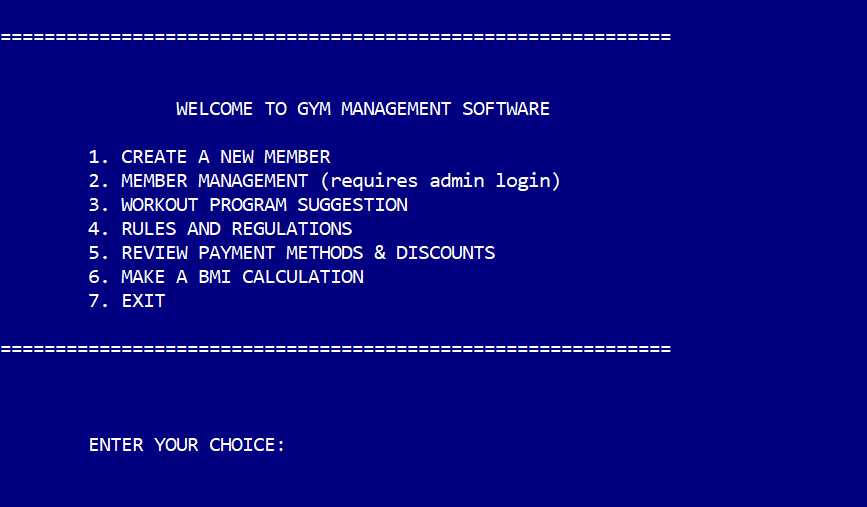 =============================================================
WELCOME TO GYM MANAGEMENT SOFTWARE
1. CREATE A NEW MEMBER
2. MEMBER MANAGEMENT (requires admin login)
3. WORKOUT PROGRAM SUGGESTION
4. RULES AND REGULATIONS
5. REVIEW PAYMENT METHODS & DISCOUNTS
6. MAKE A BMI CALCULATION
7. EXIT
=============================================================
ENTER YOUR CHOICE: